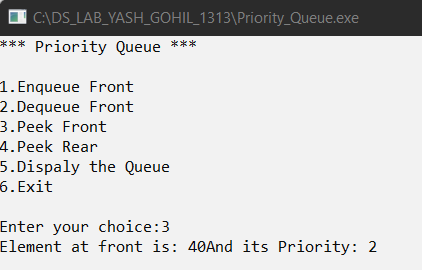 C:\DS_LAB_YASH_GOHIL_1313\Priority_Queue.exe
*** Priority Queue ***
1.Enqueue Front
2.Dequeue Front
3.Peek Front
4.Peek Rear
5.Dispaly the Queue
6.Exit
Enter your choice:3
Element at front is: 40And its Priority: 2